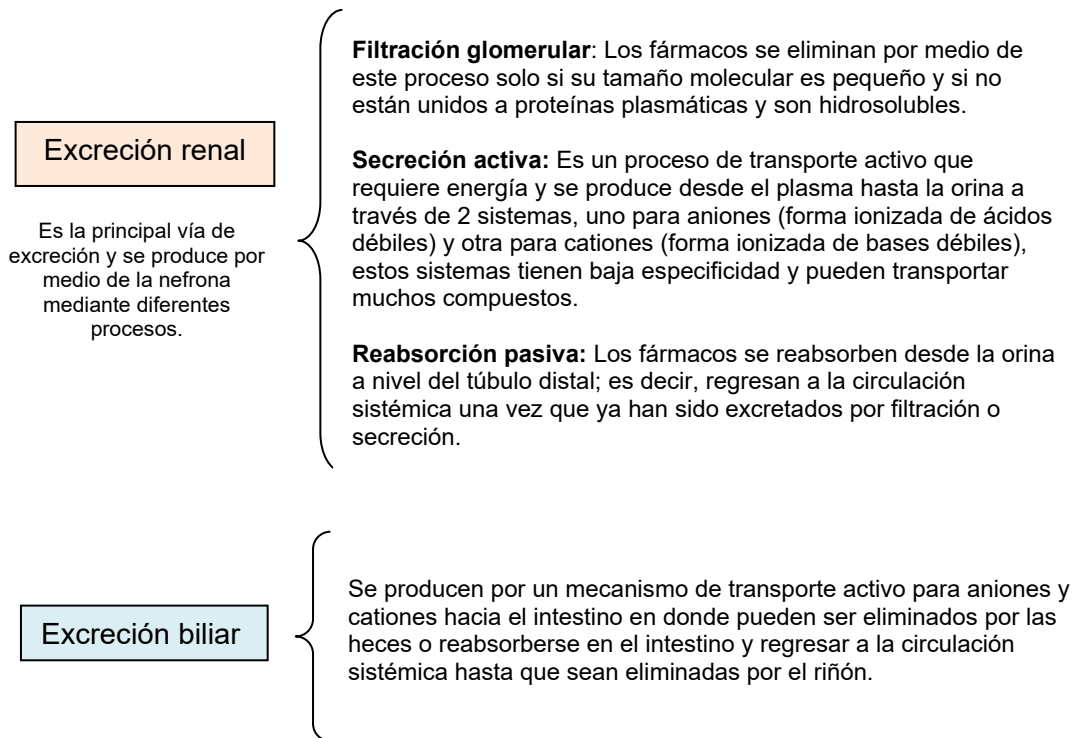 Excreción renal
Es la principal vía de
excreción y se produce por
medio de la nefrona
mediante diferentes
procesos.
Filtración glomerular: Los fármacos se eliminan por medio de
este proceso solo si su tamaño molecular es pequeño y si no
están unidos a proteínas plasmáticas y son hidrosolubles.
Secreción activa: Es un proceso de transporte activo que
requiere energía y se produce desde el plasma hasta la orina a
través de 2 sistemas, uno para aniones (forma ionizada de ácidos
débiles) y otra para cationes (forma ionizada de bases débiles),
estos sistemas tienen baja especificidad y pueden transportar
muchos compuestos.
Reabsorción pasiva: Los fármacos se reabsorben desde la orina
a nivel del túbulo distal; es decir, regresan a la circulación
sistémica una vez que ya han sido excretados por filtración o
secreción.
Excreción biliar
Se producen por un mecanismo de transporte activo para aniones y
cationes hacia el intestino en donde pueden ser eliminados por las
heces o reabsorberse en el intestino y regresar a la circulación
sistémica hasta que sean eliminadas por el riñón.